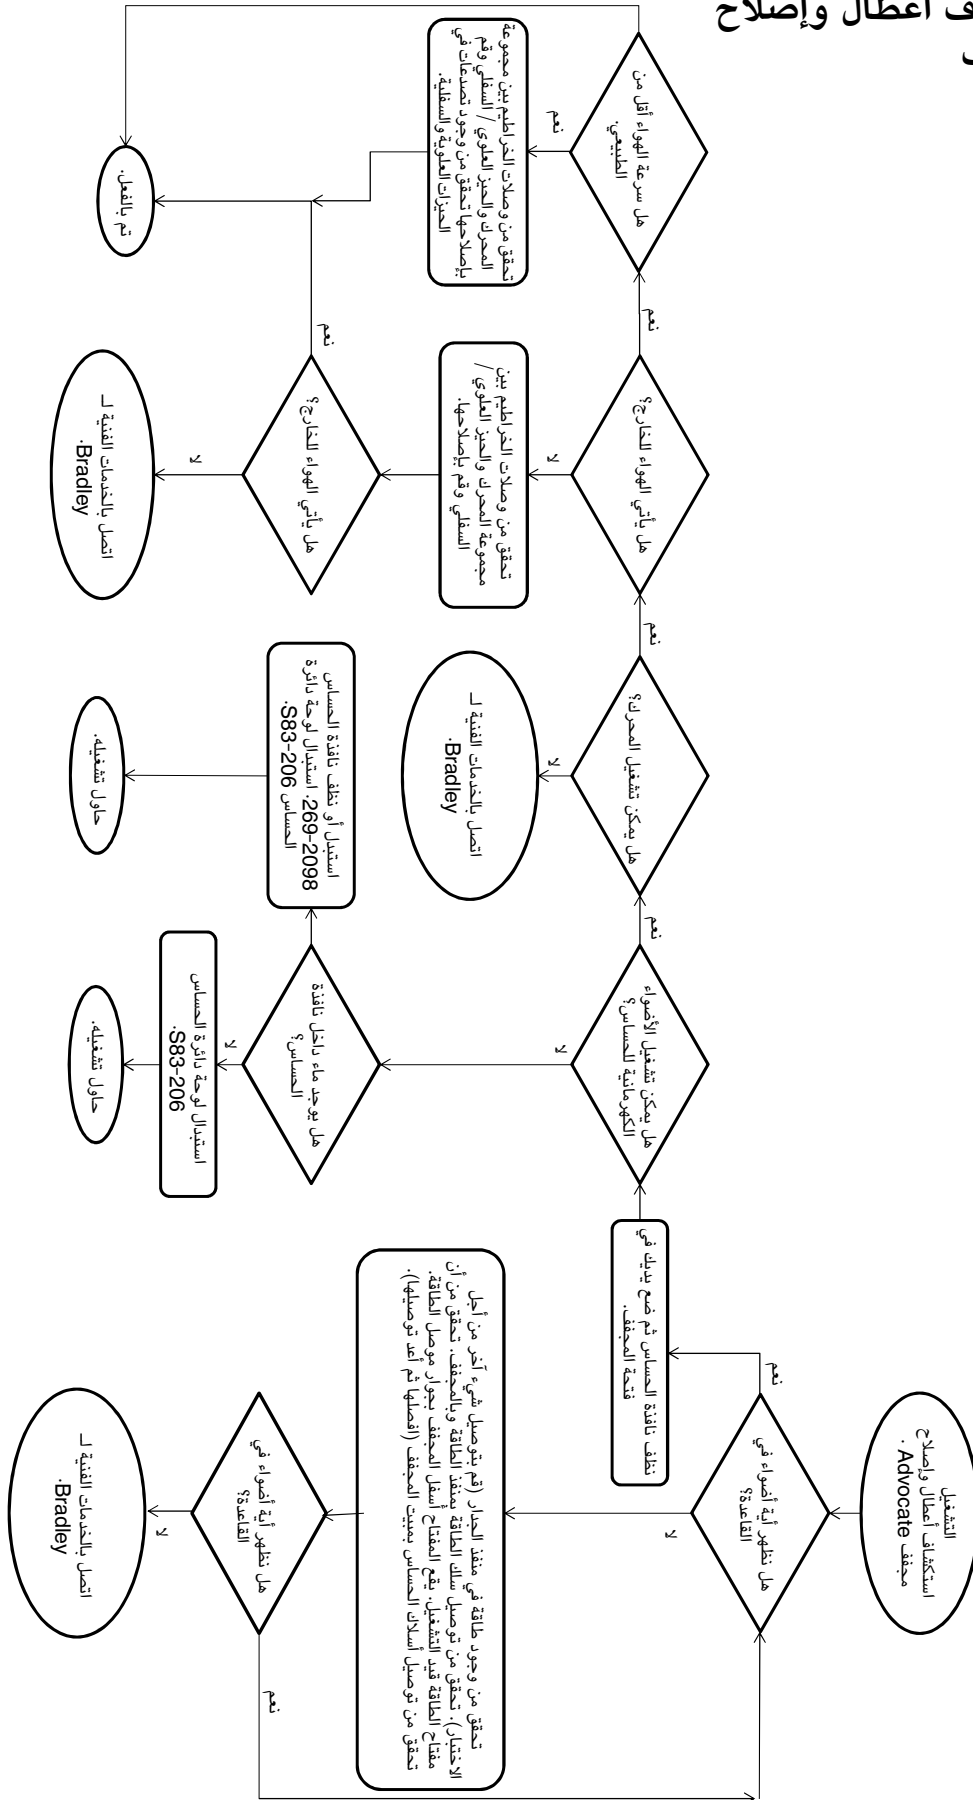 ف أعطال وإصلاح
التشغيل
استكشاف أعطال وإصلاح
مجفف Advocate .
هل تظهر أية أضواء في
القاعدة؟
نعم
لا
نظف نافذة الحساس ثم ضع يديك في
فتحة المجفف.
تحقق من وجود طاقة في منفذ الجدار (قم بتوصيل شيء آخر من أجل
الاختبار). تحقق من توصيل سلك الطاقة بمنفذ الطاقة وبالمجفف. تحقق من أن
مفتاح الطاقة قيد التشغيل. يقع المفتاح أسفل المجفف بجوار موصل الطاقة.
تحقق من توصيل أسلاك الحساس بمبيت المجفف (افصلها ثم أعد توصيلها).
هل تظهر أية أضواء في
القاعدة؟
نعم
لا
اتصل بالخدمات الفنية لـ
Bradley.
هل يمكن تشغيل الأضواء
الكهرمانية للحساس؟
نعم
لا
هل يوجد ماء داخل نافذة
الحساس؟
لا
استبدال لوحة دائرة الحساس
S83-206.
حاول تشغيله.
استبدل أو نظف نافذة الحساس
269-2098. استبدال لوحة دائرة
الحساس S83-206.
حاول تشغيله.
هل يمكن تشغيل المحرك؟
نعم
لا
اتصل بالخدمات الفنية لـ
Bradley.
هل يأتي الهواء للخارج؟
نعم
لا
تحقق من وصلات الخراطيم بين
مجموعة المحرك والحيز العلوي /
السفلي وقم بإصلاحها.
هل يأتي الهواء للخارج؟
نعم
لا
اتصل بالخدمات الفنية لـ
Bradley.
هل سرعة الهواء أقل من
الطبيعي.
نعم
تحقق من وصلات الخراطيم بين مجموعة
المحرك والحيز العلوي / السفلي وقم
بإصلاحها تحقق من وجود تصدعات في
الحيزات العلوية والسفلية.
تم بالفعل.